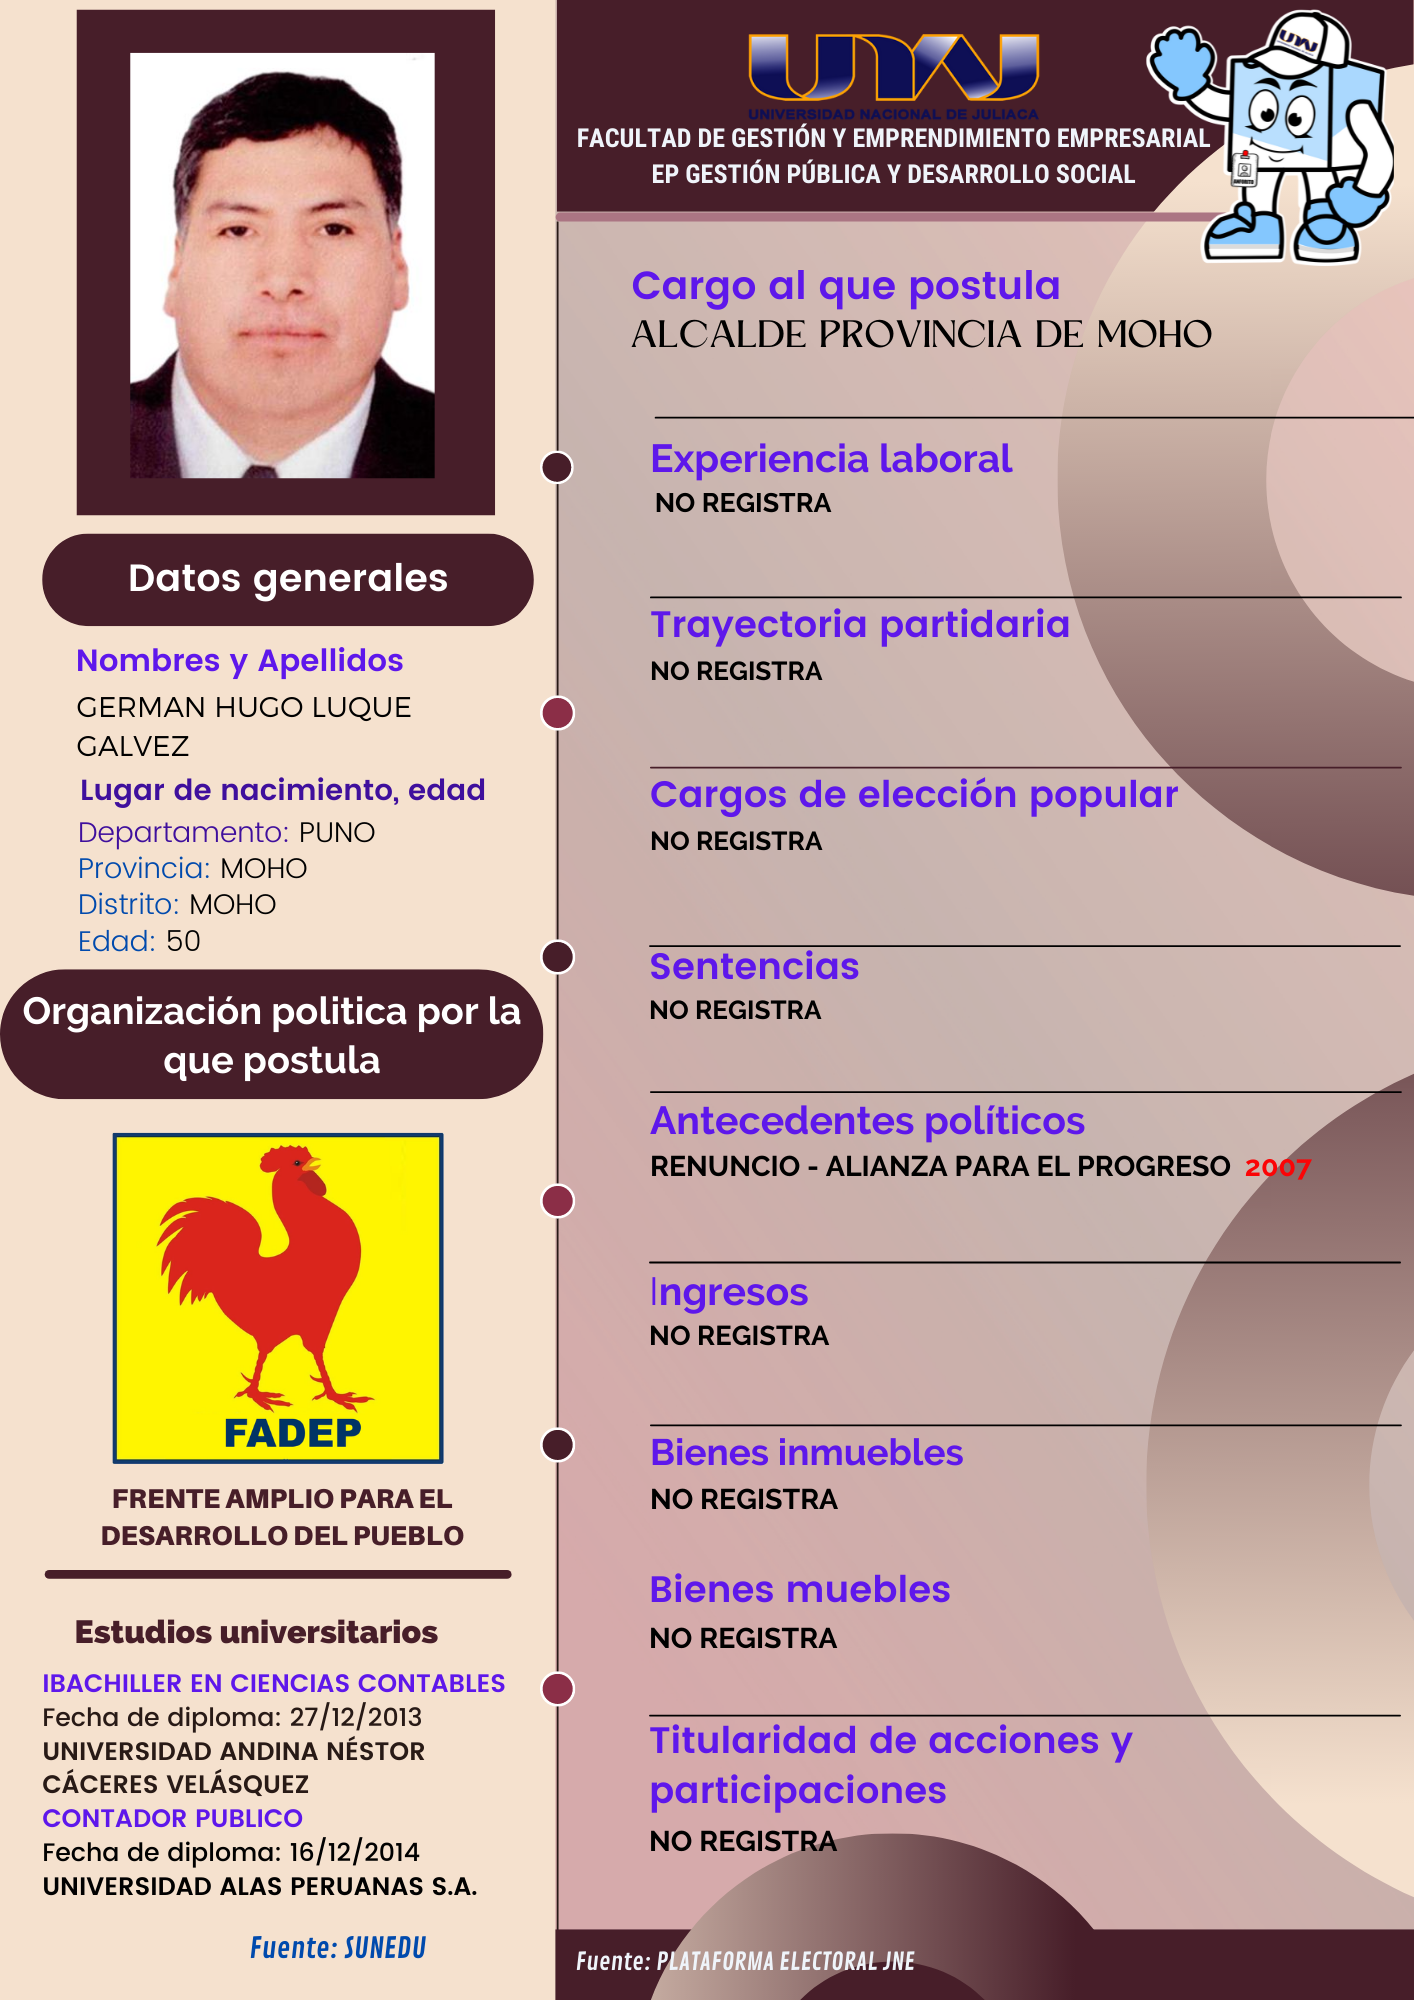 UNAJ
UNIVERSIDAD NACIONAL DE JULIACA
FACULTAD DE GESTIÓN Y EMPRENDIMIENTO EMPRESARIAL
EP GESTIÓN PÚBLICA Y DESARROLLO SOCIAL
Datos generales
Nombres y Apellidos
GERMAN HUGO LUQUE
GALVEZ
Lugar de nacimiento, edad
Departamento: PUNO
Provincia: MOHO
Distrito: MOHO
Edad: 50
Organización politica por la
que postula
FADEP
FRENTE AMPLIO PARA EL
DESARROLLO DEL PUEBLO
Estudios universitarios
IBACHILLER EN CIENCIAS CONTABLES
Fecha de diploma: 27/12/2013
UNIVERSIDAD ANDINA NÉSTOR
CÁCERES VELÁSQUEZ
CONTADOR PUBLICO
Fecha de diploma: 16/12/2014
UNIVERSIDAD ALAS PERUANAS S.A.
Fuente: SUNEDU
Cargo al que postula
ALCALDE PROVINCIA DE MOHO
Experiencia laboral
NO REGISTRA
Trayectoria partidaria
NO REGISTRA
Cargos de elección popular
NO REGISTRA
Sentencias
NO REGISTRA
Antecedentes políticos
RENUNCIO - ALIANZA PARA EL PROGRESO 2007
Ingresos
NO REGISTRA
Bienes inmuebles
NO REGISTRA
Bienes muebles
NO REGISTRA
Titularidad de acciones y
participaciones
NO REGISTRA
Fuente: PLATAFORMA ELECTORAL JNE